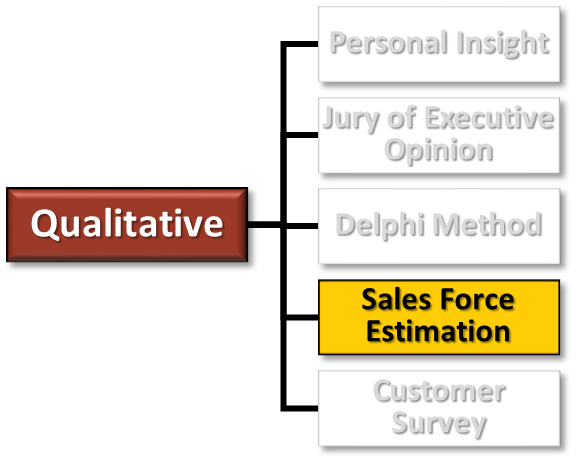 Personal Insight
Jury of Executive
Opinion
Qualitative
Delphi Method
Sales Force
Estimation
Customer
Survey